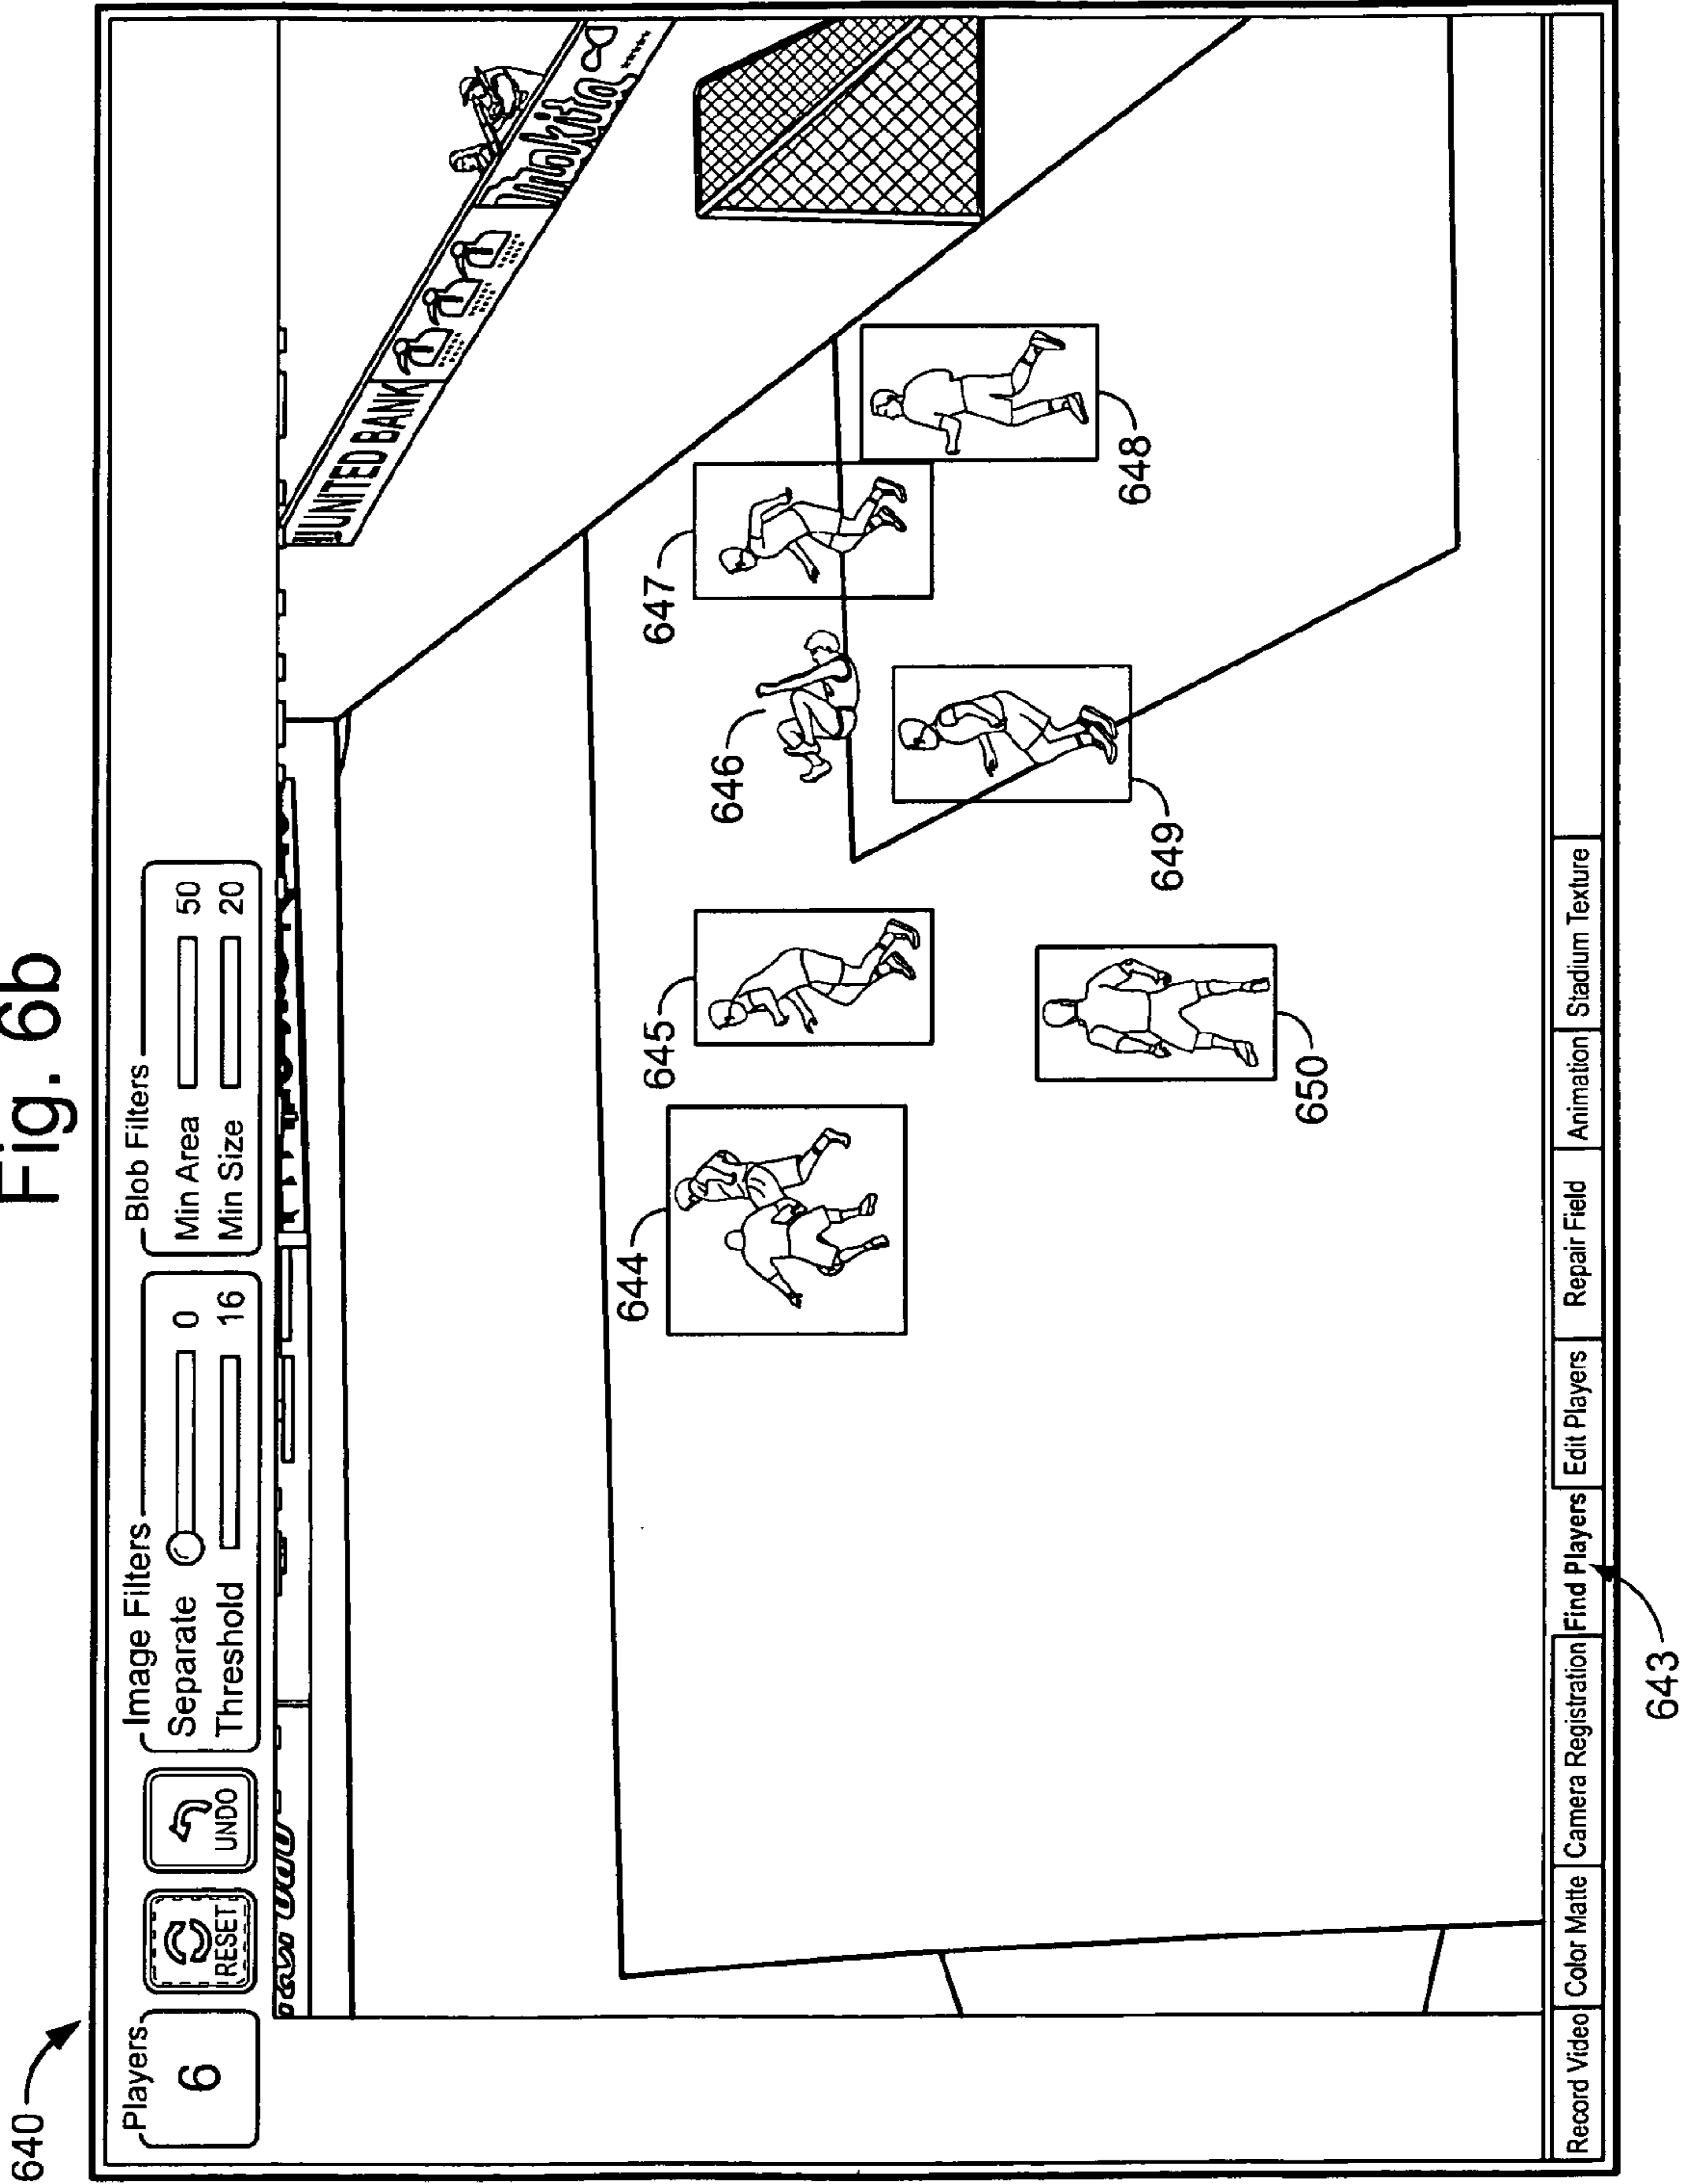 Fig. 6b
640
Players
6
RESET
UNDO
Image Filters
Separate 0
Threshold 16
Blob Filters
Min Area 50
Min Size 20
UNITED BANK
makita
644
645
646
647
648
649
650
Record Video Color Matte Camera Registration Find Players Edit Players Repair Field Animation Stadium Texture
643